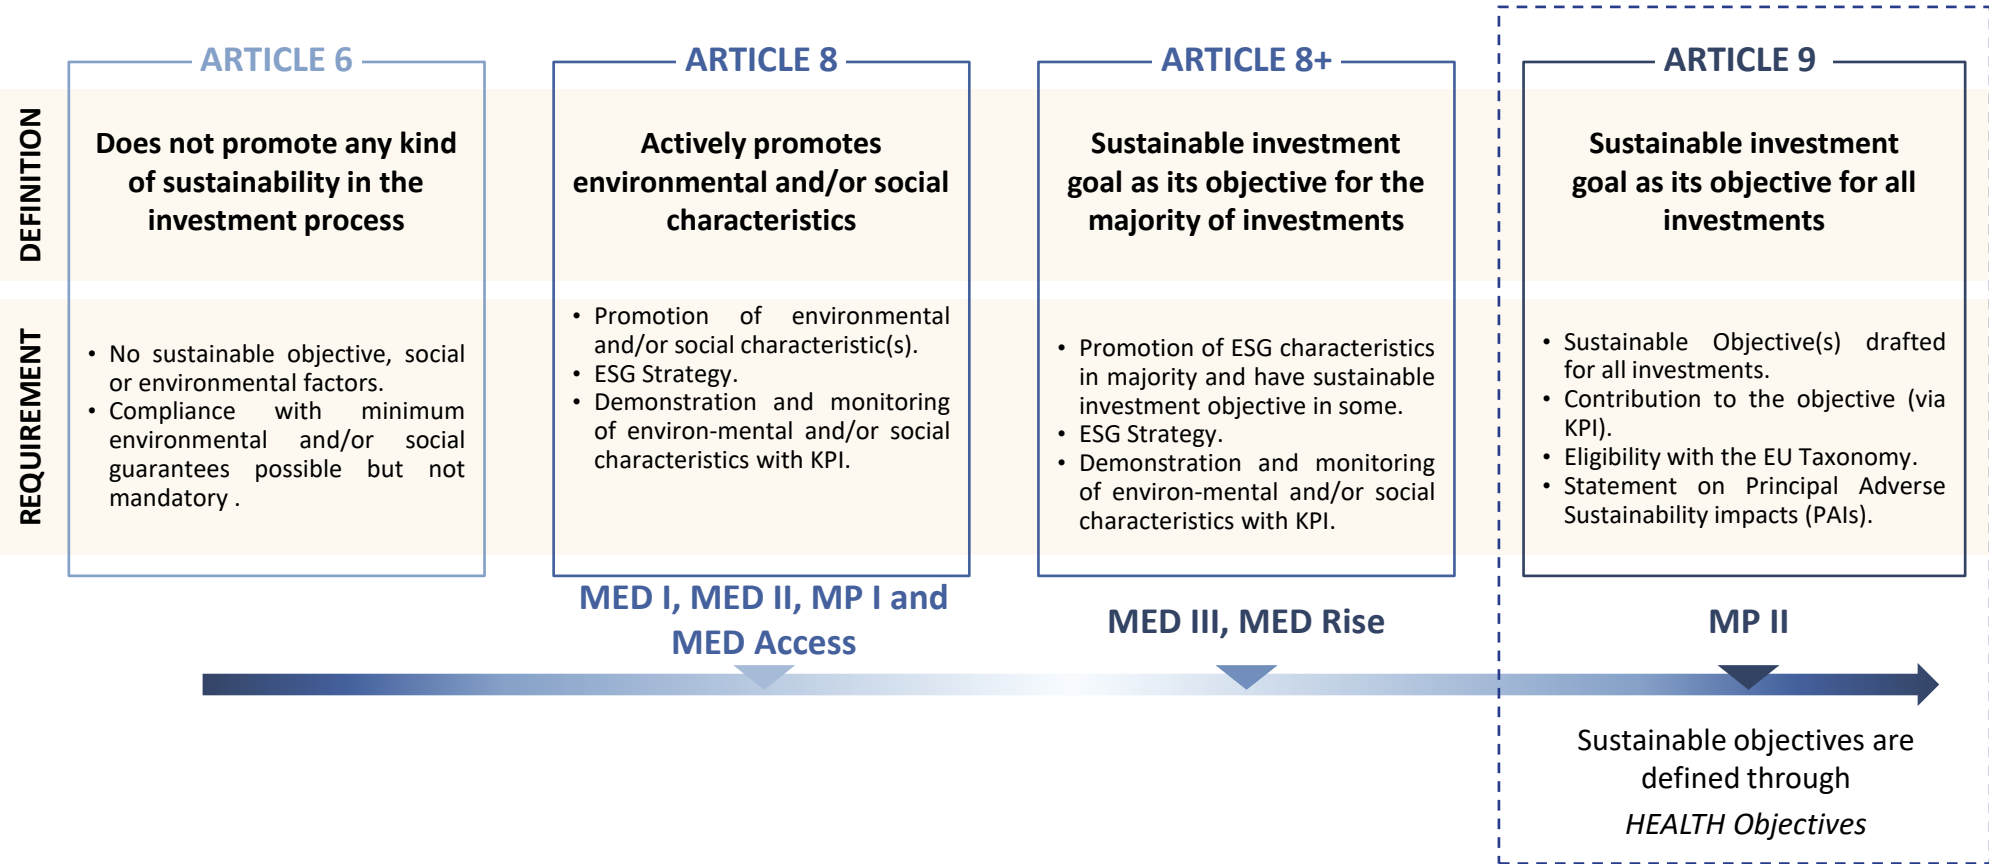 ARTICLE 6
ARTICLE 8
ARTICLE 8+
ARTICLE 9
DEFINITION
Does not promote any kind
of sustainability in the
investment process
Actively promotes
environmental and/or social
characteristics
Sustainable investment
goal as its objective for the
majority of investments
Sustainable investment
goal as its objective for all
investments
REQUIREMENT
• No sustainable objective, social
or environmental factors.
• Compliance with minimum
environmental and/or social
guarantees possible but not
mandatory .
• Promotion of environmental
and/or social characteristic(s).
• ESG Strategy.
• Demonstration and monitoring
of environ-mental and/or social
characteristics with KPI.
• Promotion of ESG characteristics
in majority and have sustainable
investment objective in some.
• ESG Strategy.
• Demonstration and monitoring
of environ-mental and/or social
characteristics with KPI.
• Sustainable Objective(s) drafted
for all investments.
• Contribution to the objective (via
KPI).
• Eligibility with the EU Taxonomy.
• Statement on Principal Adverse
Sustainability impacts (PAIs).
MED I, MED II, MP I and
MED Access
MED III, MED Rise
MP II
Sustainable objectives are
defined through
HEALTH Objectives